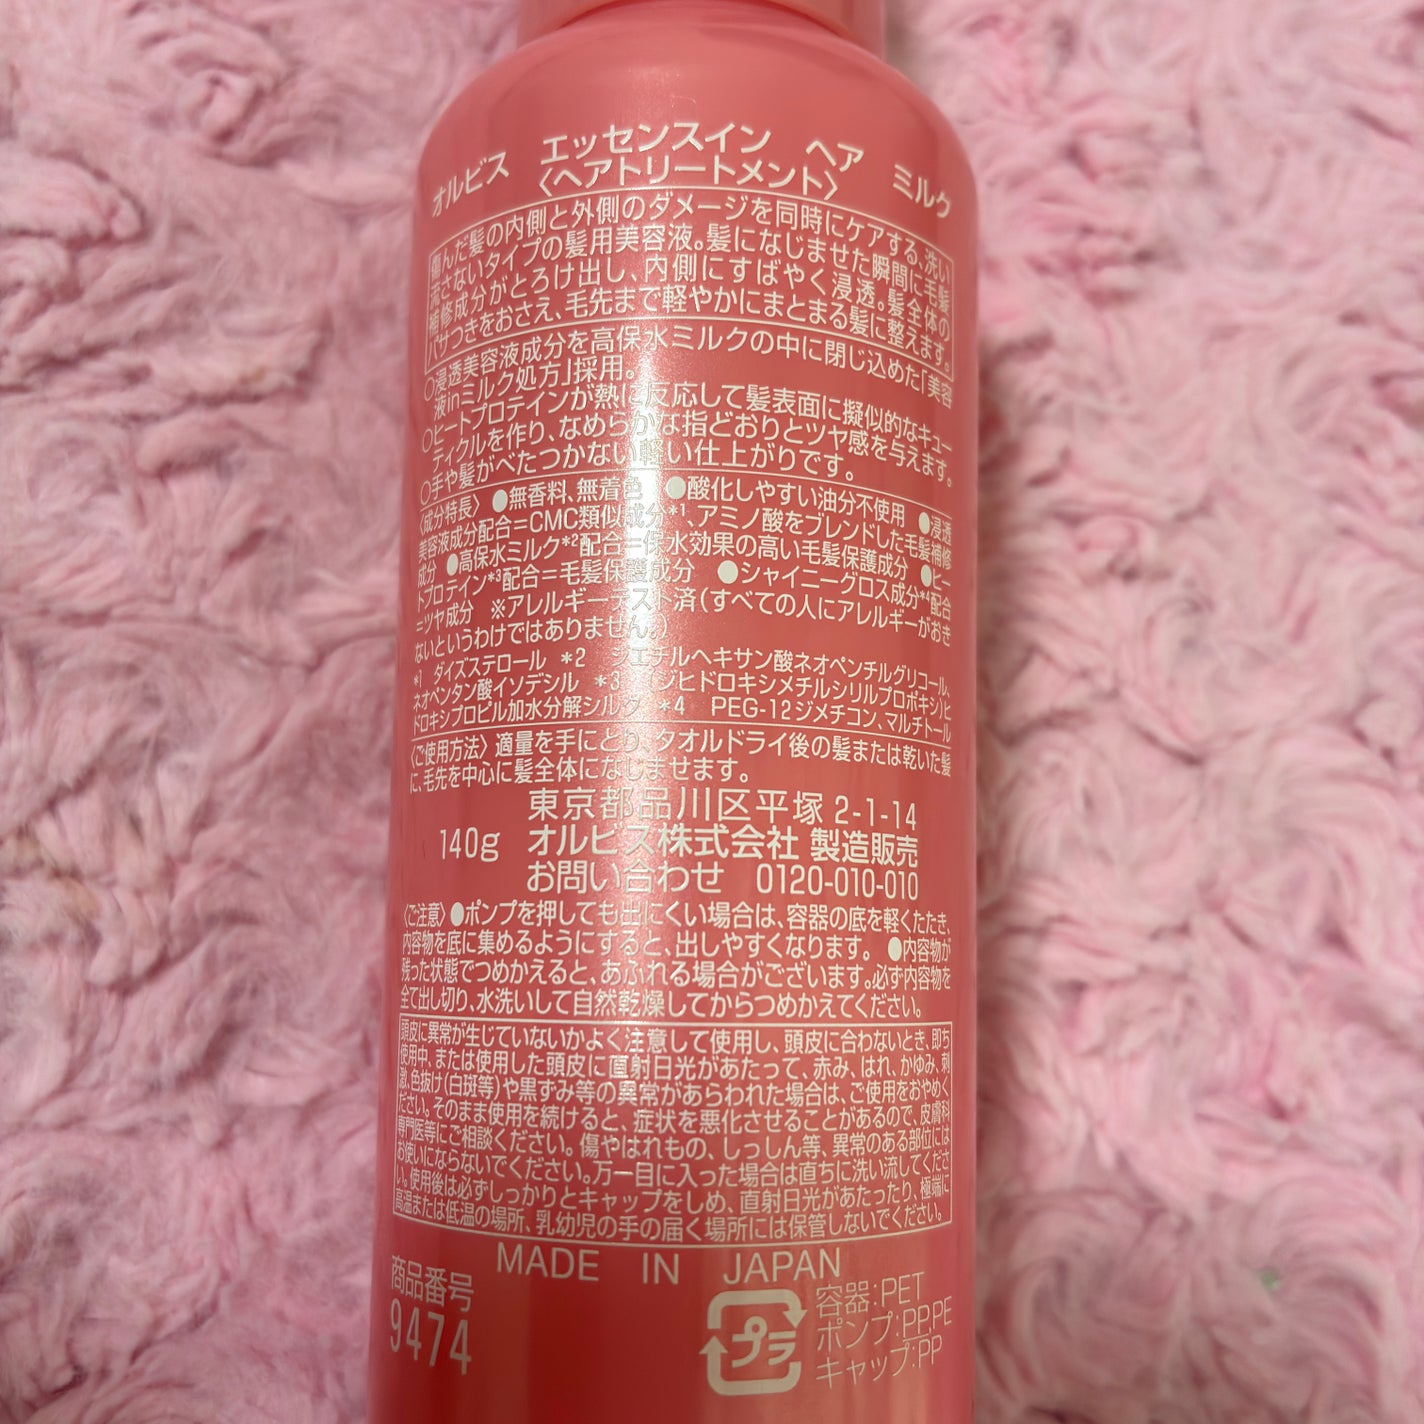 オルビス エッセンスイン ヘア ミルク
〈ヘアトリートメント〉
傷んだ髪の内側と外側のダメージを同時にケアする、洗い
流さないタイプの髪用美容液。髪になじませた瞬間に毛髪
補修成分がとろけ出し、内側にすばやく浸透。髪全体の
パサつきをおさえ、毛先まで軽やかにまとまる髪に整えます。
○浸透美容液成分を高保水ミルクの中に閉じ込めた「美容
液inミルク処方」採用。
○ヒートプロテインが熱に反応して髪表面に擬似的なキュー
ティクルを作り、なめらかな指どおりとツヤ感を与えます。
○手や髪がべたつかない軽い仕上がりです。
〈成分特長〉 ●無香料、無着色 ●酸化しやすい油分不使用 ●浸透
美容液成分配合=CMC類似成分*1、アミノ酸をブレンドした毛髪補修
成分 ●高保水ミルク*2配合=保水効果の高い毛髪保護成分 ●ヒー
トプロテイン*3配合=毛髪保護成分 ●シャイニーグロス成分*4配合
=ツヤ成分 ※アレルギーテスト済(すべての人にアレルギーがおき
ないというわけではありません。)
*1 ダイズステロール *2 ジエチルヘキサン酸ネオペンチルグリコール、
ネオペンタン酸イソデシル *3 ジヒドロキシメチルシリルプロポキシ)ヒ
ドロキシプロピル加水分解シルク *4 PEG-12ジメチコン、マルチトール
〈ご使用方法〉適量を手にとり、タオルドライ後の髪または乾いた髪
に、毛先を中心に髪全体になじませます。
東京都品川区平塚 2-1-14
140g オルビス株式会社 製造販売
お問い合わせ 0120-010-010
〈ご注意〉●ポンプを押しても出にくい場合は、容器の底を軽くたたき、
内容物を底に集めるようにすると、出しやすくなります。 ●内容物が
残った状態でつめかえると、あふれる場合がございます。必ず内容物を
全て出し切り、水洗いして自然乾燥してからつめかえてください。
頭皮に異常が生じていないかよく注意して使用し、頭皮に合わないとき、即ち
使用中、または使用した頭皮に直射日光があたって、赤み、はれ、かゆみ、刺
激、色抜け(白斑等)や黒ずみ等の異常があらわれた場合は、ご使用をおやめく
ださい。そのまま使用を続けると、症状を悪化させることがあるので、皮膚科
専門医等にご相談ください。傷やはれもの、しっしん等、異常のある部位には
お使いにならないでください。万一目に入った場合は直ちに洗い流してくださ
い。使用後は必ずしっかりとキャップをしめ、直射日光があたったり、極端に
高温または低温の場所、乳幼児の手の届く場所には保管しないでください。
MADE IN JAPAN
商品番号
9474
プラ
容器:PET
ポンプ:PP,PE
キャップ:PP